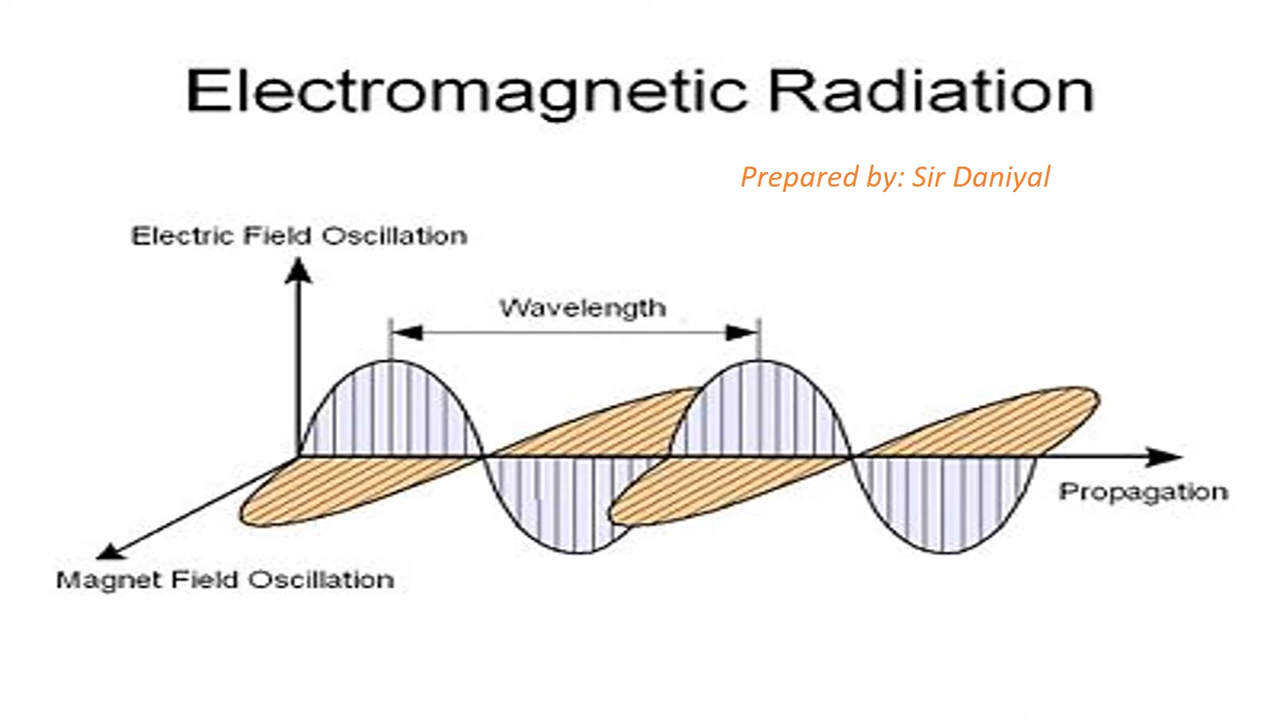 Electromagnetic Radiation
Prepared by: Sir Daniyal
Electric Field Oscillation
Wavelength
Propagation
Magnet Field Oscillation